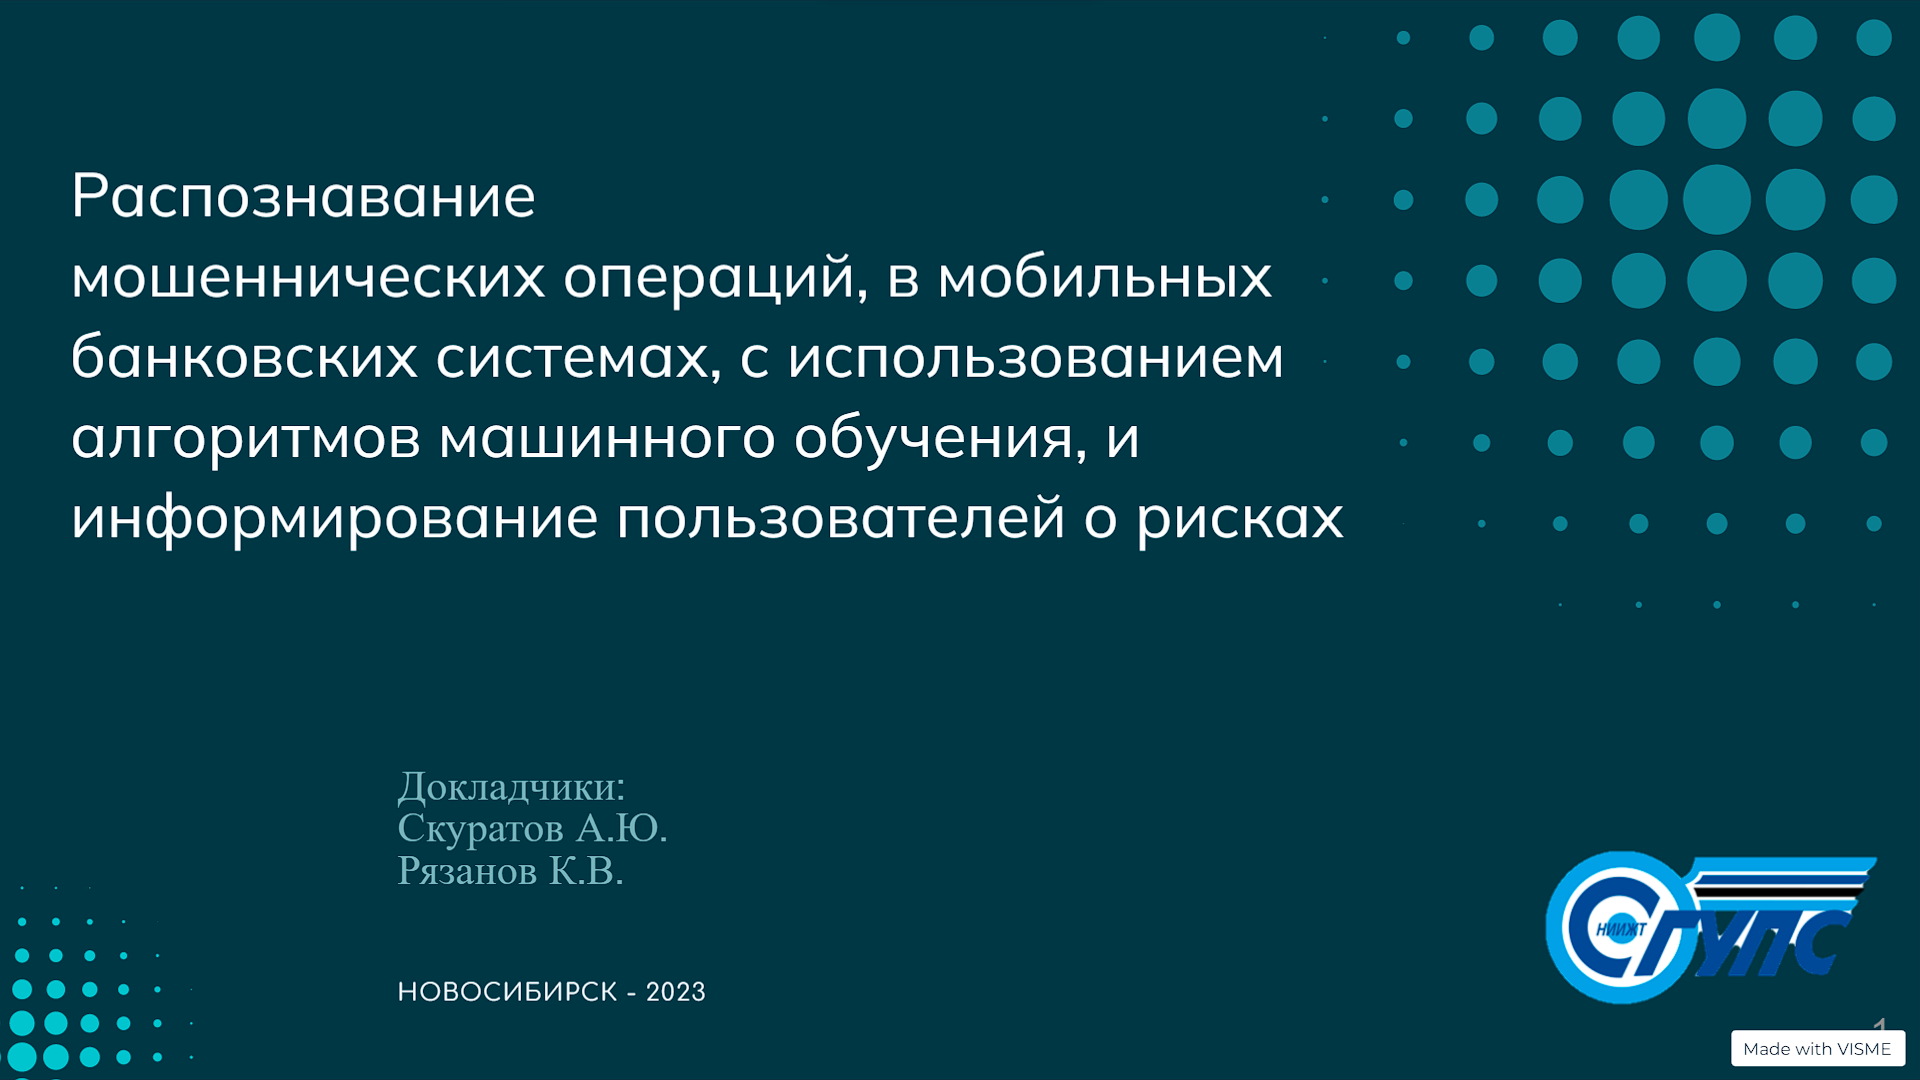 Распознавание
мошеннических операций, в мобильных
банковских системах, с использованием
алгоритмов машинного обучения, и
информирование пользователей о рисках
Докладчики:
Скуратов А.Ю.
Рязанов К.В.
НОВОСИБИРСК - 2023
НИИЖТ
СГУПС
1
Made with VISME